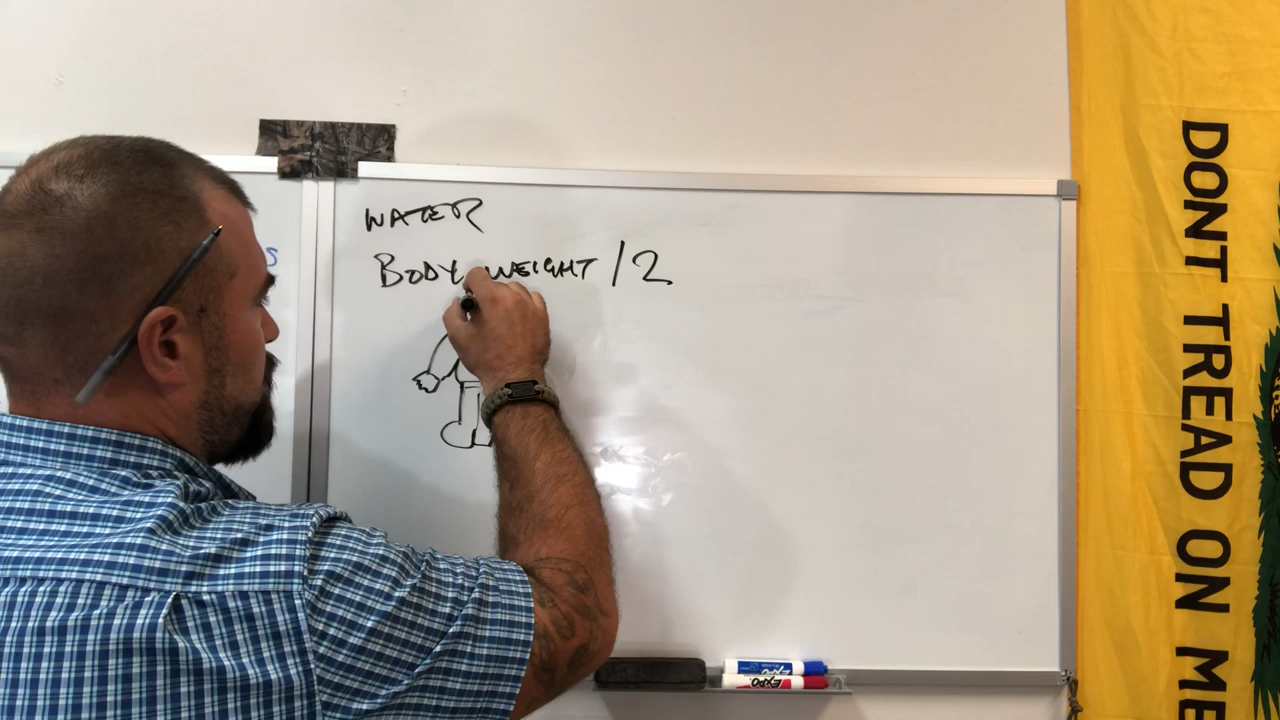 WATER
BODY WEIGHT /2
S
EXPO
EXPO
DONT TREAD ON ME